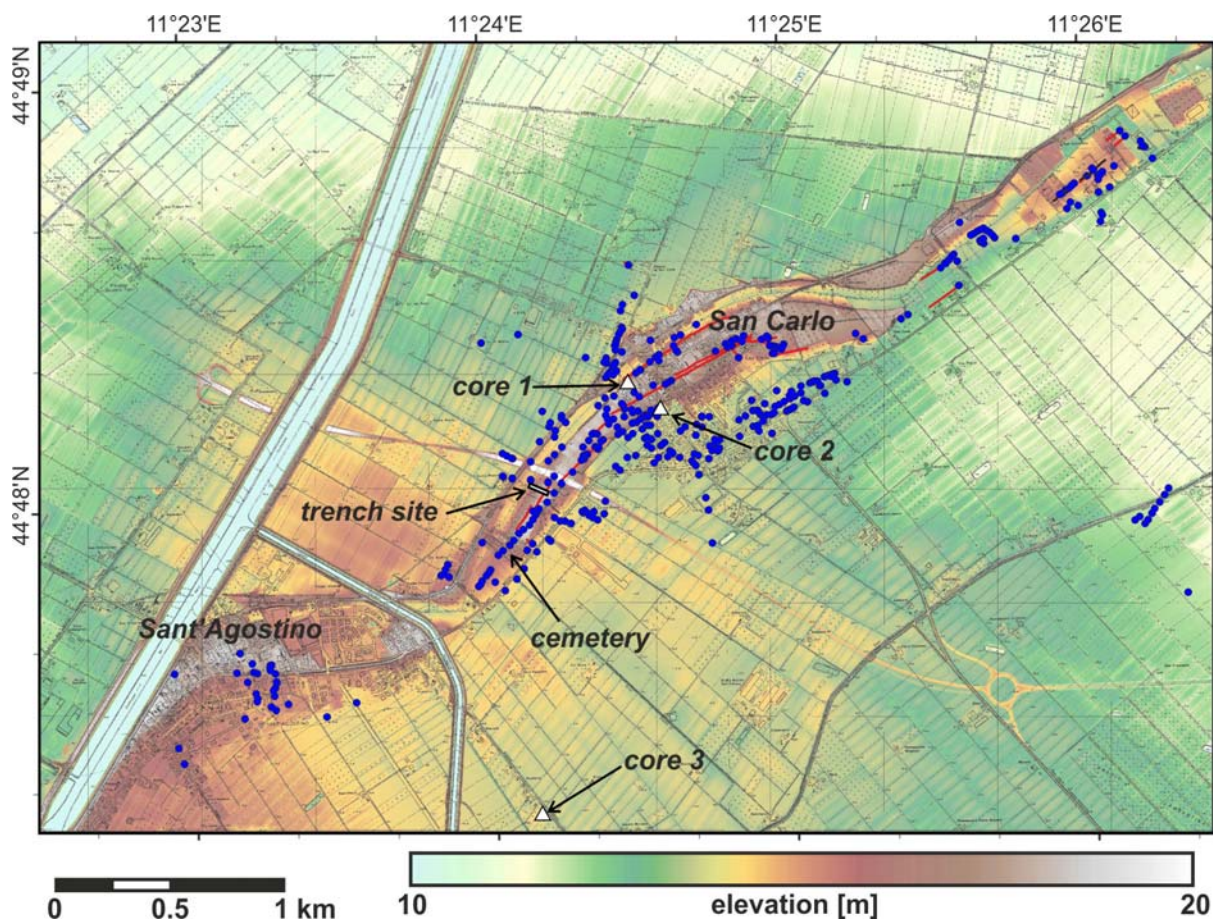 11°23'E 11°24'E 11°25'E 11°26'E
44°49'N
San Carlo
core 1
core 2
trench site
44°48'N
Sant'Agostino
cemetery
core 3
0 0.5 1 km
10 elevation [m] 20